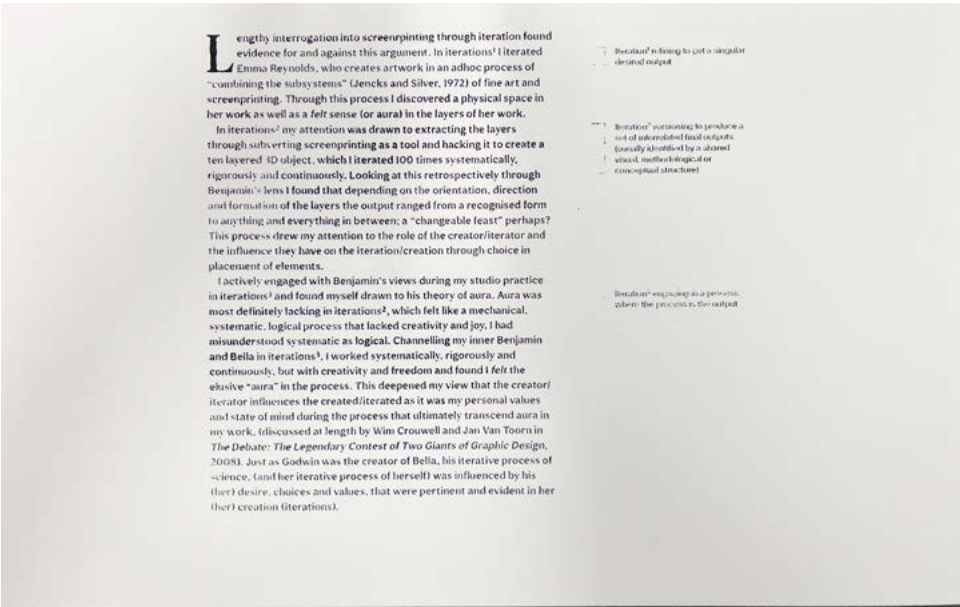 Lengthy interrogation into screenrpinting through iteration found
evidence for and against this argument. In iterations¹ I iterated
Emma Reynolds, who creates artwork in an adhoc process of
"combining the subsystems" (Jencks and Silver, 1972) of fine art and
screenprinting. Through this process I discovered a physical space in
her work as well as a felt sense (or aura) in the layers of her work.
In iterations² my attention was drawn to extracting the layers
through subverting screenprinting as a tool and hacking it to create a
ten layered 3D object, which I iterated 100 times systematically,
rigorously and continuously. Looking at this retrospectively through
Benjamin's lens I found that depending on the orientation, direction
and formation of the layers the output ranged from a recognised form
to anything and everything in between; a "changeable feast" perhaps?
This process drew my attention to the role of the creator/iterator and
the influence they have on the iteration/creation through choice in
placement of elements.
I actively engaged with Benjamin's views during my studio practice
in iterations³ and found myself drawn to his theory of aura. Aura was
most definitely lacking in iterations², which felt like a mechanical,
systematic, logical process that lacked creativity and joy. I had
misunderstood systematic as logical. Channelling my inner Benjamin
and Bella in iterations³, I worked systematically, rigorously and
continuously, but with creativity and freedom and found I felt the
elusive "aura" in the process. This deepened my view that the creator/
iterator influences the created/iterated as it was my personal values
and state of mind during the process that ultimately transcend aura in
my work, (discussed at length by Wim Crouwell and Jan Van Toorn in
The Debate: The Legendary Contest of Two Giants of Graphic Design,
2008). Just as Godwin was the creator of Bella, his iterative process of
science, (and her iterative process of herself) was influenced by his
(her) desire, choices and values, that were pertinent and evident in her
(her) creation (iterations).
Iteration¹ refining to get a singular
desired output
Iteration² versioning to produce a
set of interrelated final outputs
(usually identified by a shared
visual, methodological or
conceptual structure)
Iteration³ engaging in a process,
where the process is the output